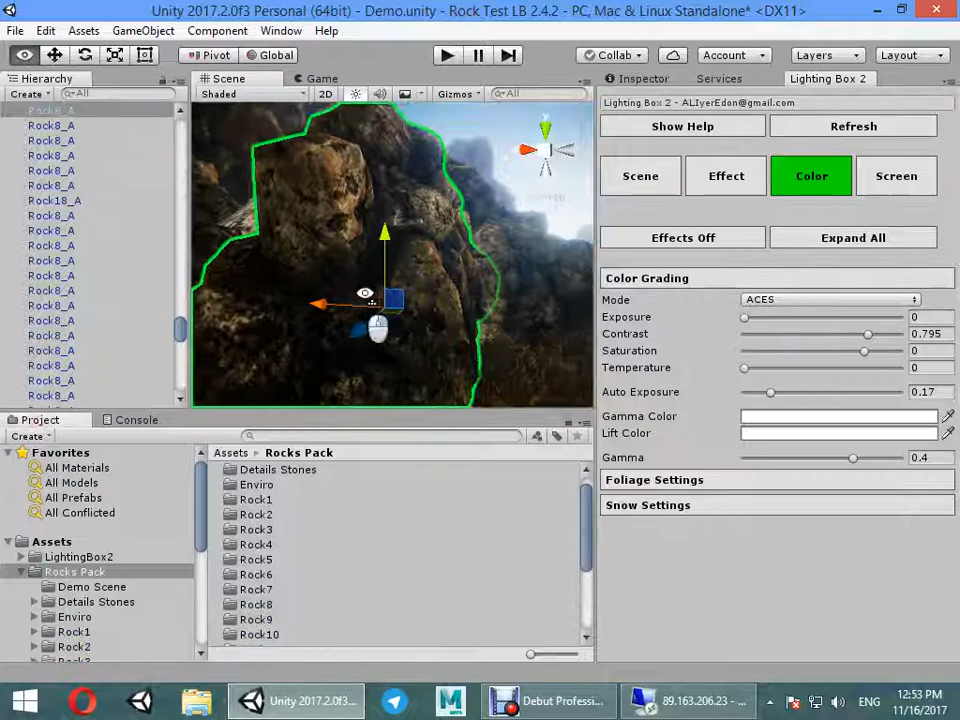 Unity 2017.2.0f3 Personal (64bit) - Demo.unity - Rock Test LB 2.4.2 - PC, Mac & Linux Standalone* <DX11>
File Edit Assets GameObject Component Window Help
Pivot Global Collab Account Layers Layout
Hierarchy Scene Game Inspector Services Lighting Box 2
Create All Shaded 2D Gizmos All
Lighting Box 2 - ALIyerEdon@gmail.com
Show Help Refresh
Scene Effect Color Screen
Effects Off Expand All
Color Grading
Mode ACES
Exposure 0
Contrast 0.795
Saturation 0
Temperature 0
Auto Exposure 0.17
Gamma Color
Lift Color
Gamma 0.4
Foliage Settings
Snow Settings
Rock8_A
Rock8_A
Rock8_A
Rock8_A
Rock8_A
Rock8_A
Rock18_A
Rock8_A
Rock8_A
Rock8_A
Rock8_A
Rock8_A
Rock8_A
Rock8_A
Rock8_A
Rock8_A
Rock8_A
Rock8_A
Rock8_A
Rock8_A
y
Project Console
Create
Favorites
All Materials
All Models
All Prefabs
All Conflicted
Assets
LightingBox2
Rocks Pack
Demo Scene
Details Stones
Enviro
Rock1
Rock2
Assets Rocks Pack
Details Stones
Enviro
Rock1
Rock2
Rock3
Rock4
Rock5
Rock6
Rock7
Rock8
Rock9
Rock10
Unity 2017.2.0f3... Debut Professi... 89.163.206.23 - ... ENG 12:53 PM
11/16/2017